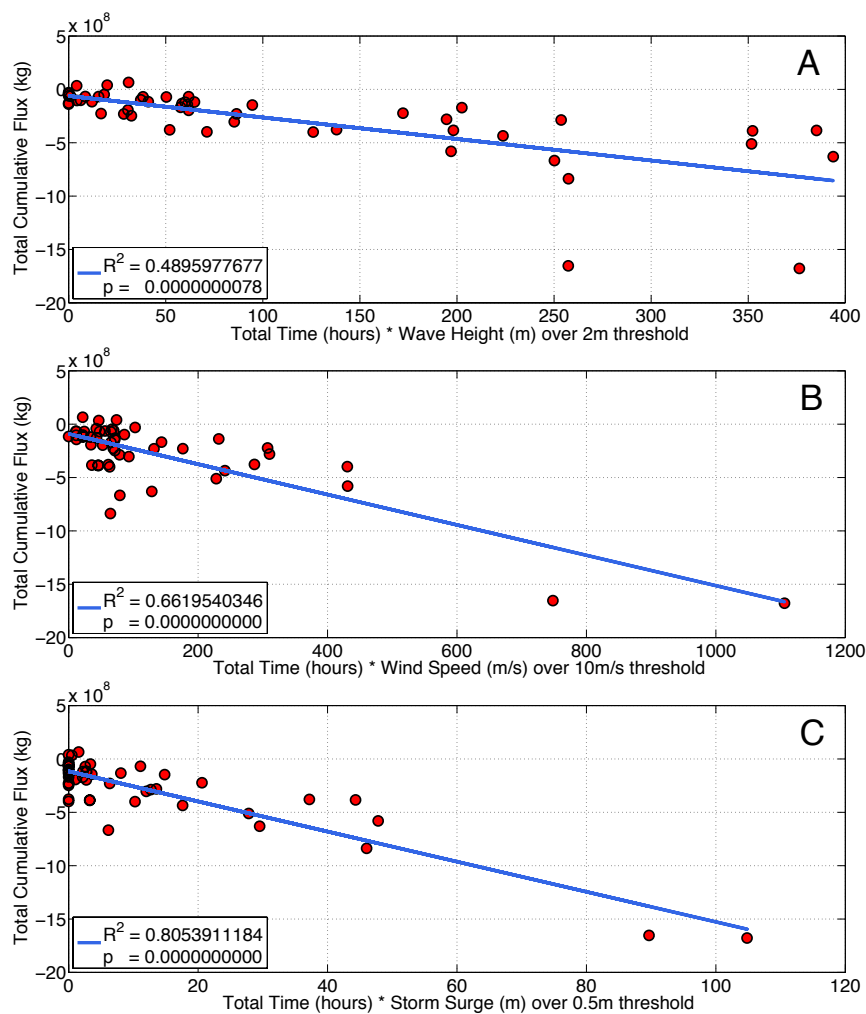 x 10^8
A
5
0
−5
−10
−15
−20
Total Cumulative Flux (kg)
R^2 = 0.4895977677
p = 0.0000000078
0 50 100 150 200 250 300 350 400
Total Time (hours) * Wave Height (m) over 2m threshold
x 10^8
B
5
0
−5
−10
−15
−20
Total Cumulative Flux (kg)
R^2 = 0.6619540346
p = 0.0000000000
0 200 400 600 800 1000 1200
Total Time (hours) * Wind Speed (m/s) over 10m/s threshold
x 10^8
C
5
0
−5
−10
−15
−20
Total Cumulative Flux (kg)
R^2 = 0.8053911184
p = 0.0000000000
0 20 40 60 80 100 120
Total Time (hours) * Storm Surge (m) over 0.5m threshold